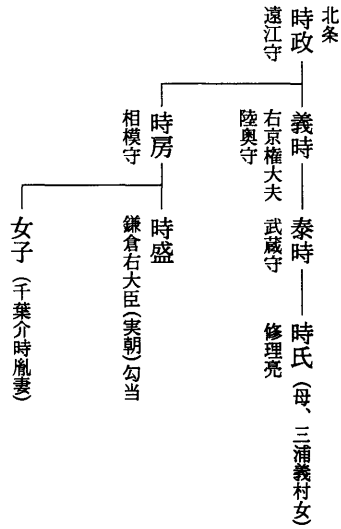 北条
時政
遠江守
義時
右京権大夫
陸奥守
泰時
武蔵守
時氏(母、三浦義村女)
修理亮
時房
相模守
時盛
鎌倉右大臣(実朝)勾当
女子(千葉介時胤妻)